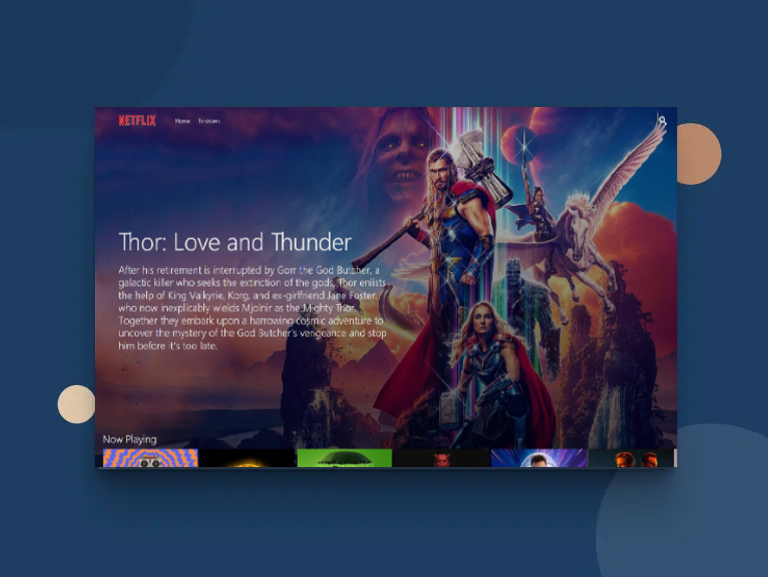 NETFLIX Home Tv shows
Thor: Love and Thunder
After his retirement is interrupted by Gorr the God Butcher, a
galactic killer who seeks the extinction of the gods, Thor enlists
the help of King Valkyrie, Korg, and ex-girlfriend Jane Foster,
who now inexplicably wields Mjolnir as the Mighty Thor.
Together they embark upon a harrowing cosmic adventure to
uncover the mystery of the God Butcher's vengeance and stop
him before it's too late.
Now Playing